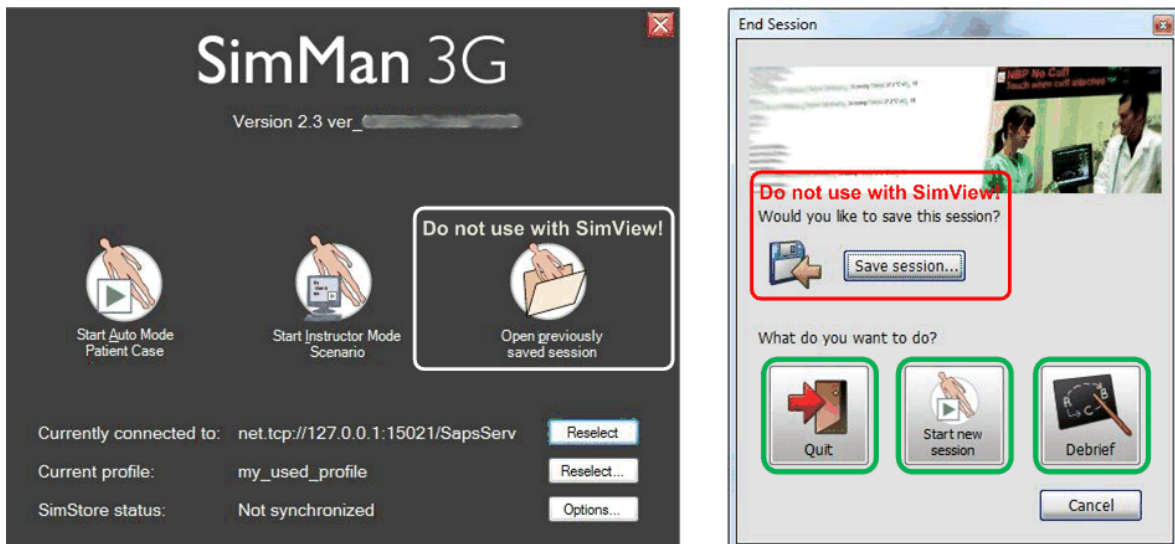 SimMan 3G
Version 2.3 ver_
Do not use with SimView!
Start Auto Mode
Patient Case
Start Instructor Mode
Scenario
Open previously
saved session
Currently connected to: net.tcp://127.0.0.1:15021/SapsServ Reselect
Current profile: my_used_profile Reselect...
SimStore status: Not synchronized Options...
End Session
NBP No Cuff
Touch when cuff attached
Do not use with SimView!
Would you like to save this session?
Save session...
What do you want to do?
Quit
Start new
session
Debrief
Cancel